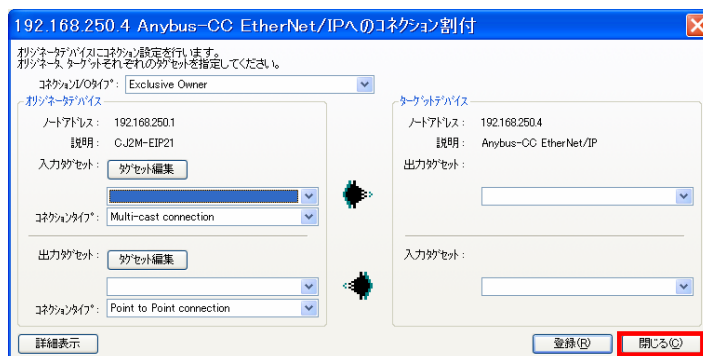 192.168.250.4 Anybus-CC EtherNet/IPへのコネクション割付
オリジネータデバイスにコネクション設定を行います。
オリジネータ、ターゲットそれぞれのタグセットを指定してください。
コネクションI/Oタイプ： Exclusive Owner
オリジネータデバイス
ノードアドレス： 192.168.250.1
説明： CJ2M-EIP21
入力タグセット： タグセット編集
コネクションタイプ： Multi-cast connection
出力タグセット： タグセット編集
コネクションタイプ： Point to Point connection
ターゲットデバイス
ノードアドレス： 192.168.250.4
説明： Anybus-CC EtherNet/IP
出力タグセット：
入力タグセット：
詳細表示
登録(R)
閉じる(C)